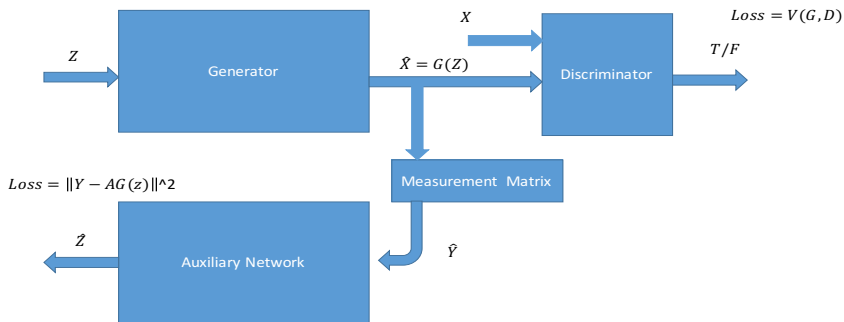 X
Loss = V(G, D)
Z
Generator
X̂ = G(Z)
Discriminator
T/F
Measurement Matrix
Loss = ‖Y − AG(z)‖^2
Ẑ
Auxiliary Network
Ŷ